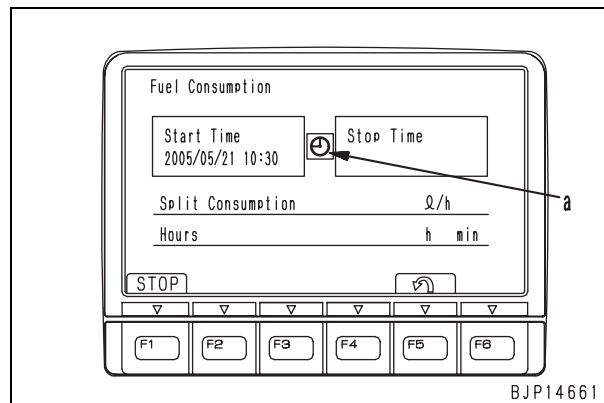 Fuel Consumption
Start Time
2005/05/21 10:30
Stop Time
a
Split Consumption ℓ/h
Hours h min
STOP
F1 F2 F3 F4 F5 F6
BJP14661